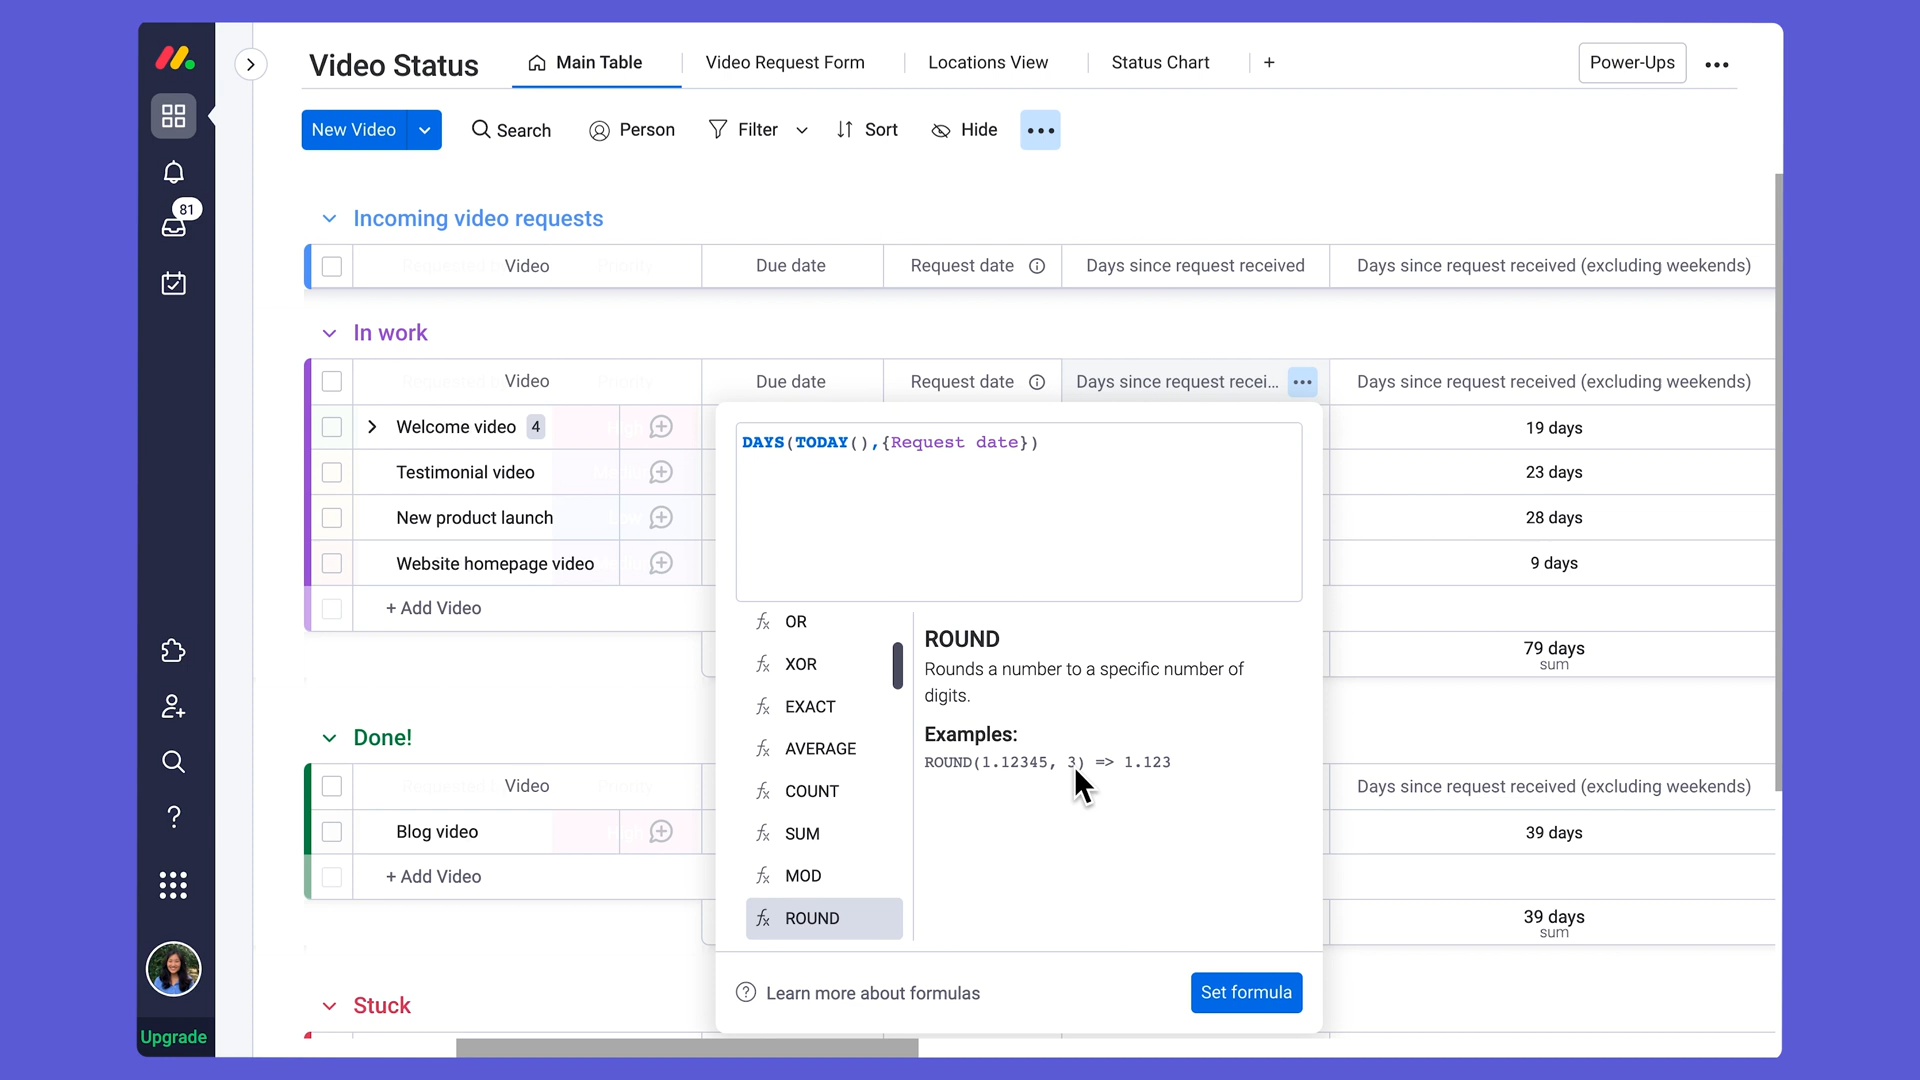 Video Status
Main Table
Video Request Form
Locations View
Status Chart
+
Power-Ups
New Video
Search
Person
Filter
Sort
Hide
81
Incoming video requests
Video
Due date
Request date
Days since request received
Days since request received (excluding weekends)
In work
Video
Due date
Request date
Days since request recei...
Days since request received (excluding weekends)
Welcome video 4
19 days
Testimonial video
23 days
New product launch
28 days
Website homepage video
9 days
+ Add Video
79 days
sum
DAYS(TODAY(),{Request date})
OR
XOR
EXACT
AVERAGE
COUNT
SUM
MOD
ROUND
ROUND
Rounds a number to a specific number of
digits.
Examples:
ROUND(1.12345, 3) => 1.123
Learn more about formulas
Set formula
Done!
Video
Days since request received (excluding weekends)
Blog video
39 days
+ Add Video
39 days
sum
Stuck
Upgrade